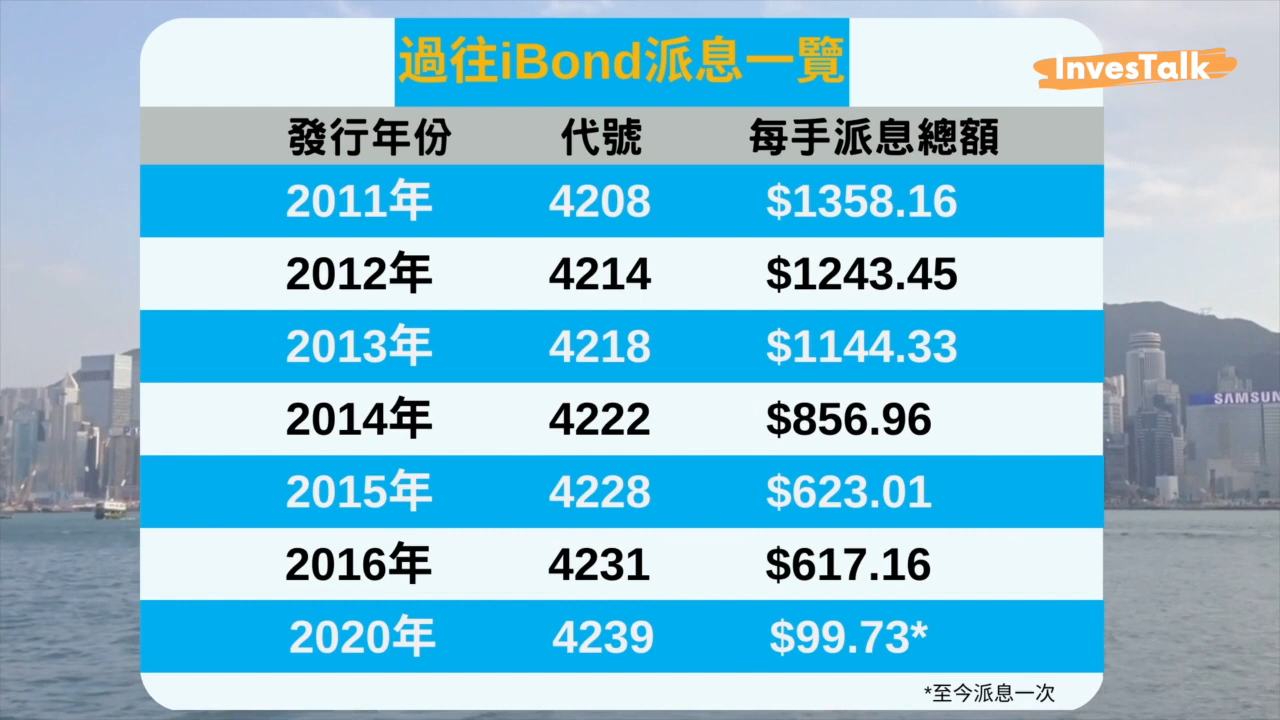 過往iBond派息一覽
InvesTalk
發行年份 代號 每手派息總額
2011年 4208 $1358.16
2012年 4214 $1243.45
2013年 4218 $1144.33
2014年 4222 $856.96
2015年 4228 $623.01
SAMSUN
2016年 4231 $617.16
2020年 4239 $99.73*
*至今派息一次